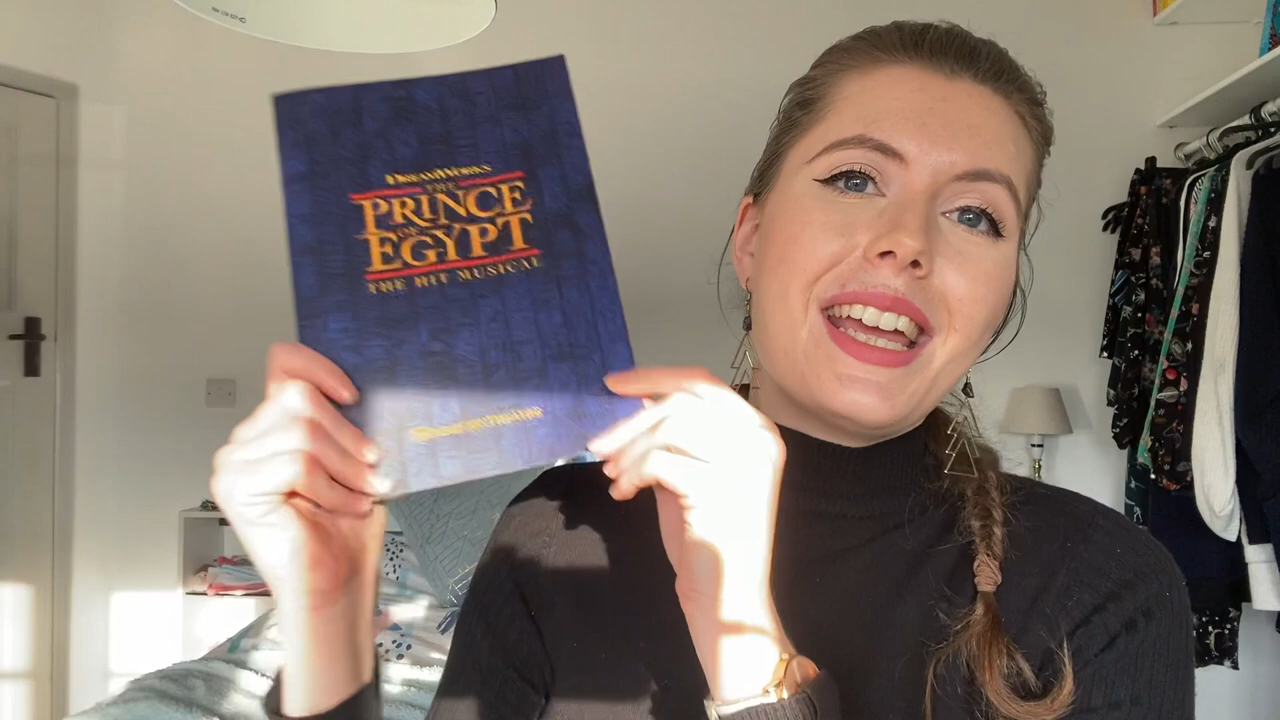 DREAMWORKS
THE
PRINCE
OF
EGYPT
THE HIT MUSICAL